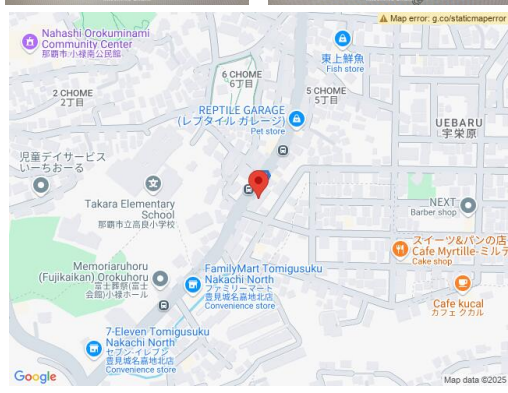 Map error: g.co/staticmaperror
Nahashi Orokuminami
Community Center
那覇市小禄南公民館
東上鮮魚
Fish store
6 CHOME
6丁目
2 CHOME
2丁目
5 CHOME
5丁目
REPTILE GARAGE
(レプタイル ガレージ)
Pet store
UEBARU
宇栄原
児童デイサービス
いーちおーる
Takara Elementary
School
那覇市立高良小学校
NEXT
Barber shop
スイーツ&パンの店
Cafe Myrtille-ミルテ
Cake shop
Memoriaruhoru
(Fujikaikan) Orokuhoru
富士葬祭(富士
会館)小禄ホール
FamilyMart Tomigusuku
Nakachi North
ファミリーマート
豊見城名嘉地北店
Convenience store
Cafe kucal
カフェ クカル
7-Eleven Tomigusuku
Nakachi North
セブン-イレブン
豊見城名嘉地北店
Convenience store
Google
Map data ©2025